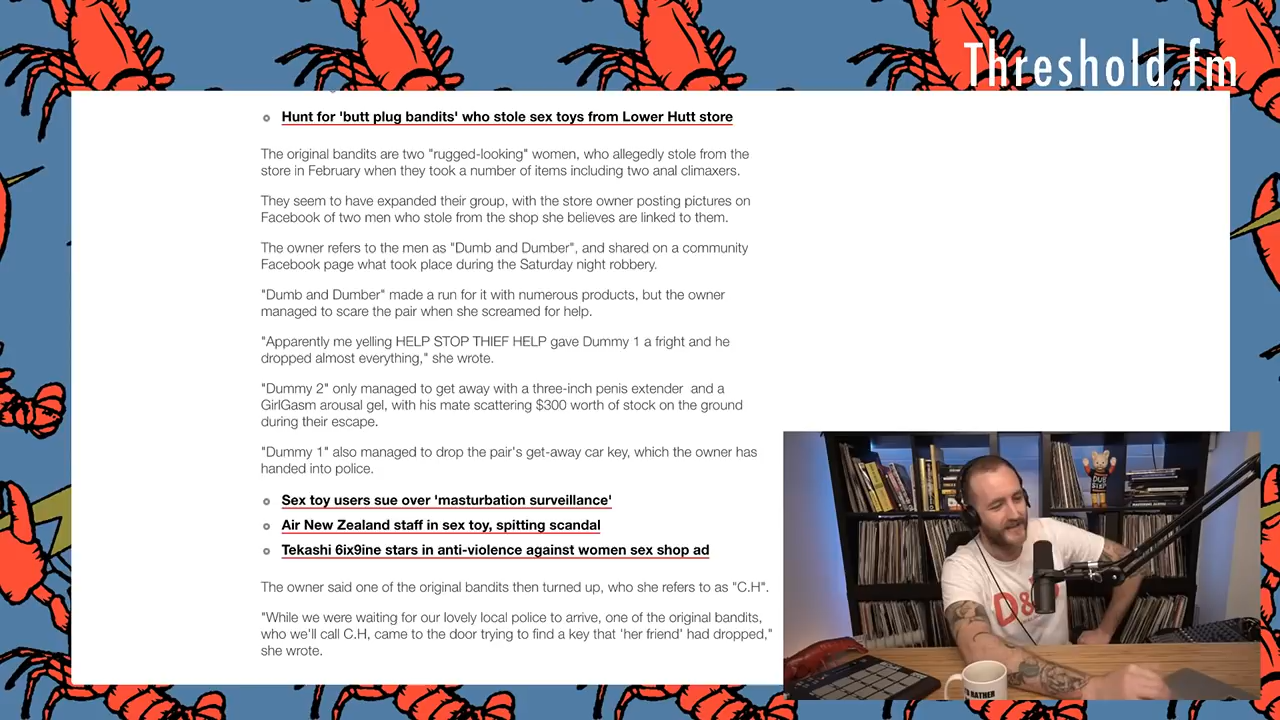 Threshold.fm
Hunt for 'butt plug bandits' who stole sex toys from Lower Hutt store
The original bandits are two "rugged-looking" women, who allegedly stole from the
store in February when they took a number of items including two anal climaxers.
They seem to have expanded their group, with the store owner posting pictures on
Facebook of two men who stole from the shop she believes are linked to them.
The owner refers to the men as "Dumb and Dumber", and shared on a community
Facebook page what took place during the Saturday night robbery.
"Dumb and Dumber" made a run for it with numerous products, but the owner
managed to scare the pair when she screamed for help.
"Apparently me yelling HELP STOP THIEF HELP gave Dummy 1 a fright and he
dropped almost everything," she wrote.
"Dummy 2" only managed to get away with a three-inch penis extender and a
GirlGasm arousal gel, with his mate scattering $300 worth of stock on the ground
during their escape.
"Dummy 1" also managed to drop the pair's get-away car key, which the owner has
handed into police.
Sex toy users sue over 'masturbation surveillance'
Air New Zealand staff in sex toy, spitting scandal
Tekashi 6ix9ine stars in anti-violence against women sex shop ad
The owner said one of the original bandits then turned up, who she refers to as "C.H".
"While we were waiting for our lovely local police to arrive, one of the original bandits,
who we'll call C.H, came to the door trying to find a key that 'her friend' had dropped,"
she wrote.
DUB
RATHER